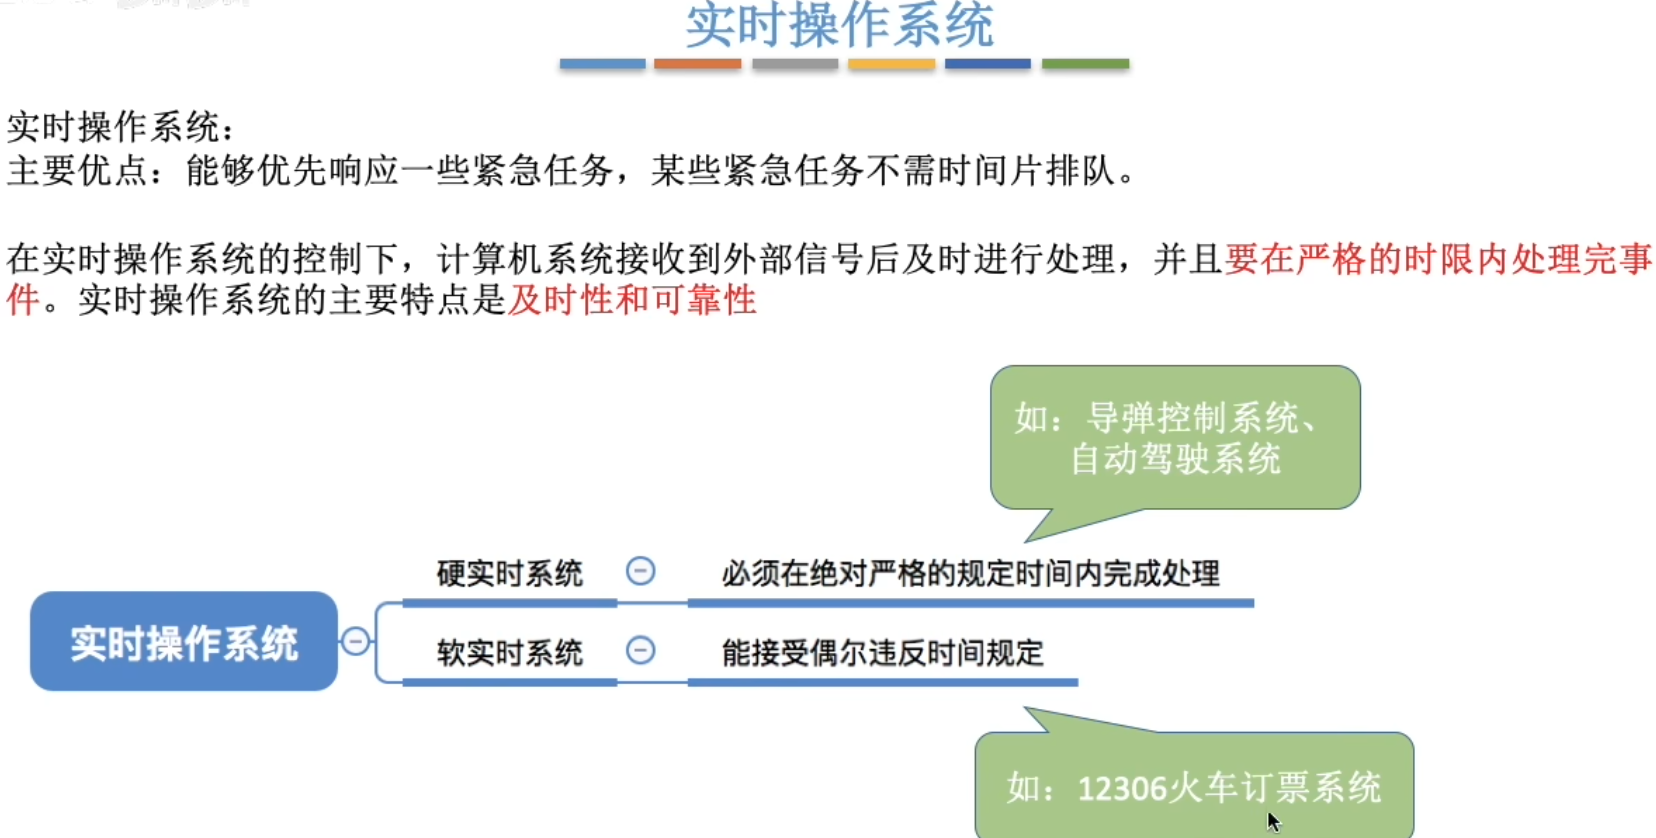 实时操作系统
实时操作系统：
主要优点：能够优先响应一些紧急任务，某些紧急任务不需时间片排队。
在实时操作系统的控制下，计算机系统接收到外部信号后及时进行处理，并且要在严格的时限内处理完事
件。实时操作系统的主要特点是及时性和可靠性
如：导弹控制系统、
自动驾驶系统
硬实时系统
必须在绝对严格的规定时间内完成处理
实时操作系统
软实时系统
能接受偶尔违反时间规定
如：12306火车订票系统